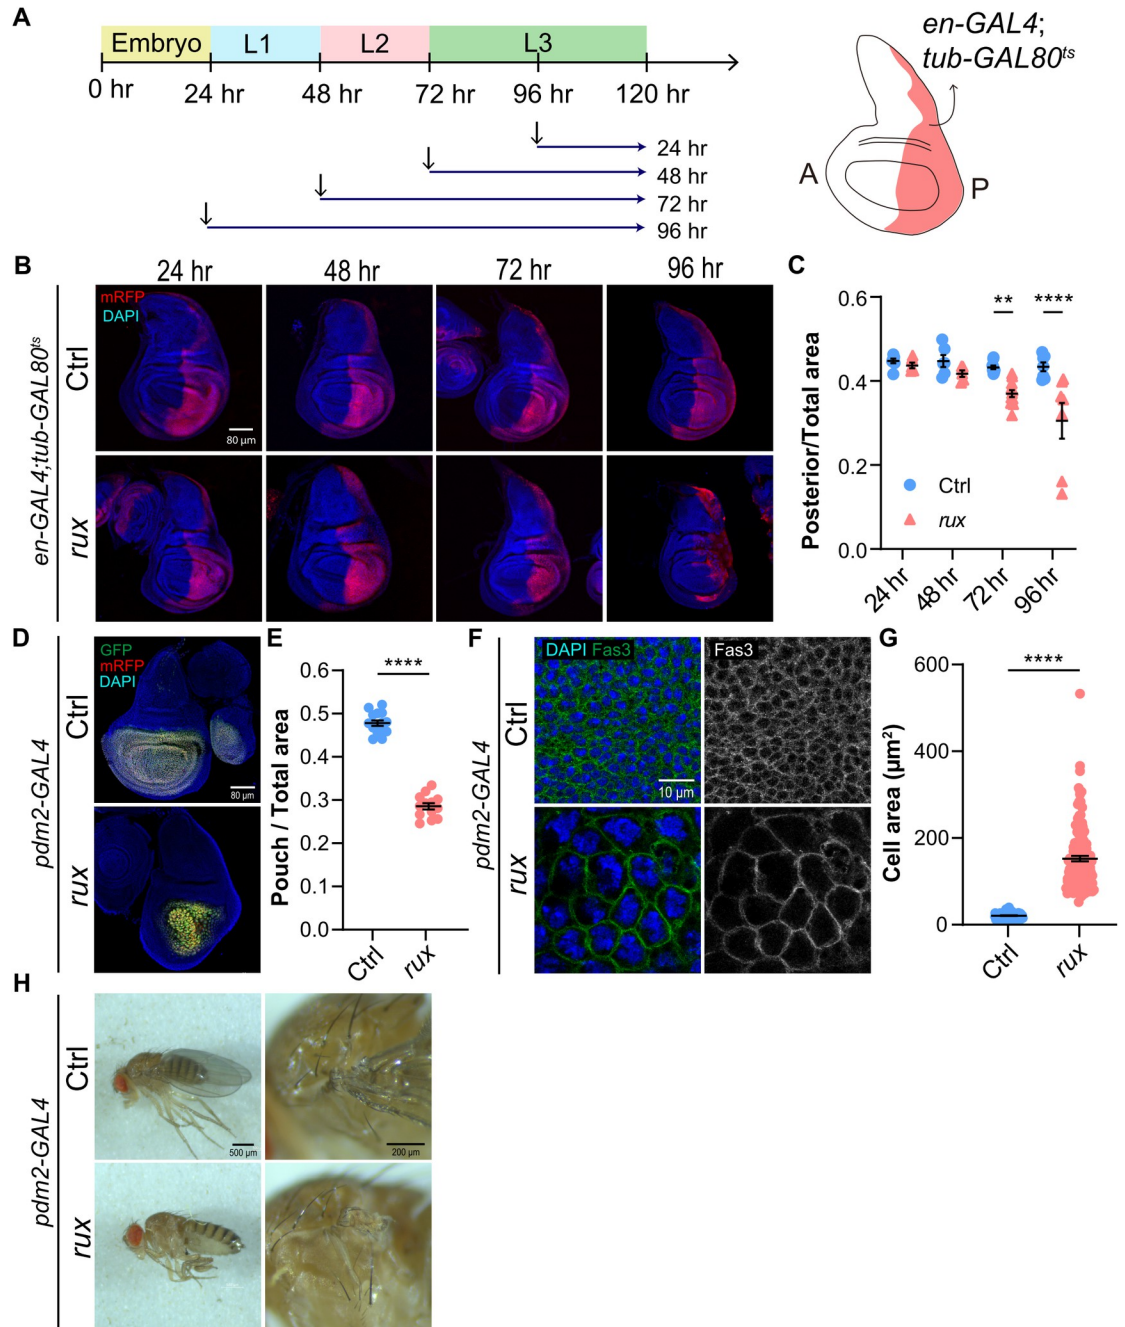 A
Embryo L1 L2 L3
0 hr 24 hr 48 hr 72 hr 96 hr 120 hr
24 hr
48 hr
72 hr
96 hr
en-GAL4;
tub-GAL80ts
A P
B
24 hr 48 hr 72 hr 96 hr
en-GAL4;tub-GAL80ts
Ctrl
mRFP
DAPI
80 µm
rux
C
Posterior/Total area
0.6
0.4
0.2
0.0
** ****
Ctrl
rux
24 hr 48 hr 72 hr 96 hr
D
pdm2-GAL4
Ctrl
GFP
mRFP
DAPI
80 µm
rux
E
Pouch / Total area
0.6
0.5
0.4
0.3
0.2
0.1
0.0
****
Ctrl rux
F
pdm2-GAL4
Ctrl
DAPI Fas3
Fas3
10 µm
rux
G
Cell area (µm²)
600
400
200
0
****
Ctrl rux
H
pdm2-GAL4
Ctrl
500 µm
200 µm
rux